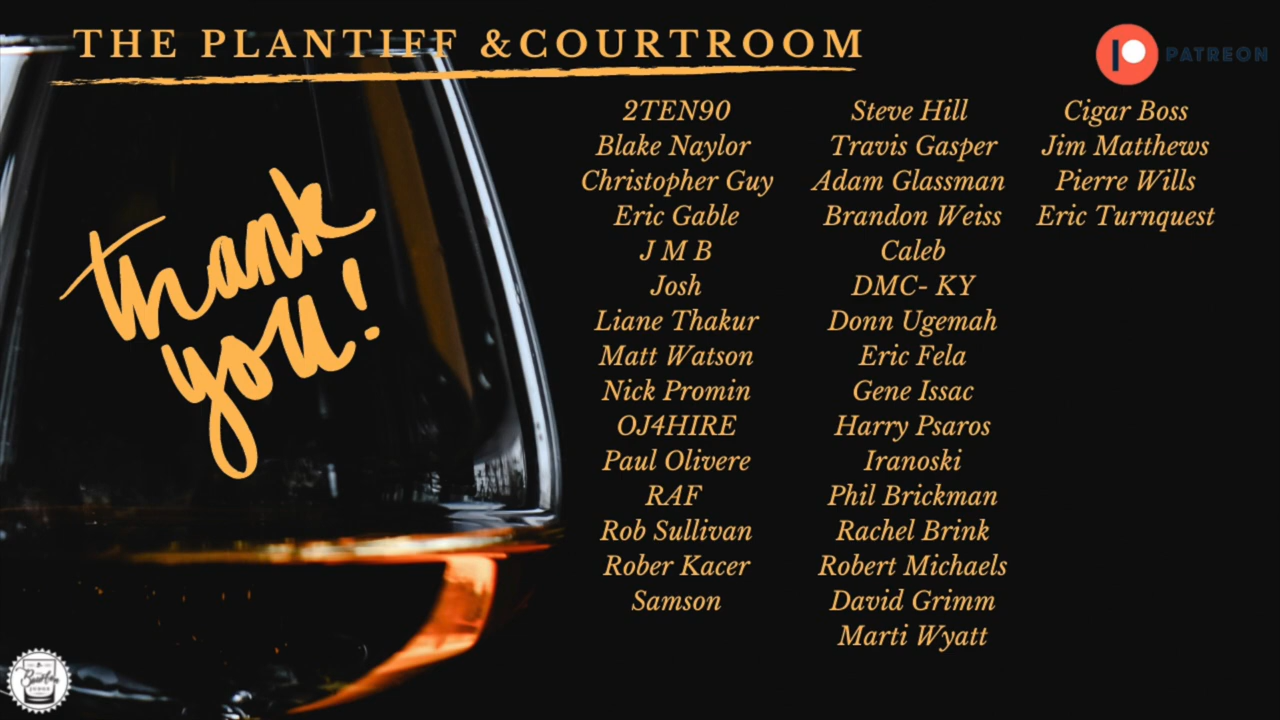 THE PLANTIFF &COURTROOM
PATREON
thank
you!
2TEN90
Blake Naylor
Christopher Guy
Eric Gable
J M B
Josh
Liane Thakur
Matt Watson
Nick Promin
OJ4HIRE
Paul Olivere
RAF
Rob Sullivan
Rober Kacer
Samson
Steve Hill
Travis Gasper
Adam Glassman
Brandon Weiss
Caleb
DMC- KY
Donn Ugemah
Eric Fela
Gene Issac
Harry Psaros
Iranoski
Phil Brickman
Rachel Brink
Robert Michaels
David Grimm
Marti Wyatt
Cigar Boss
Jim Matthews
Pierre Wills
Eric Turnquest
Bourbon